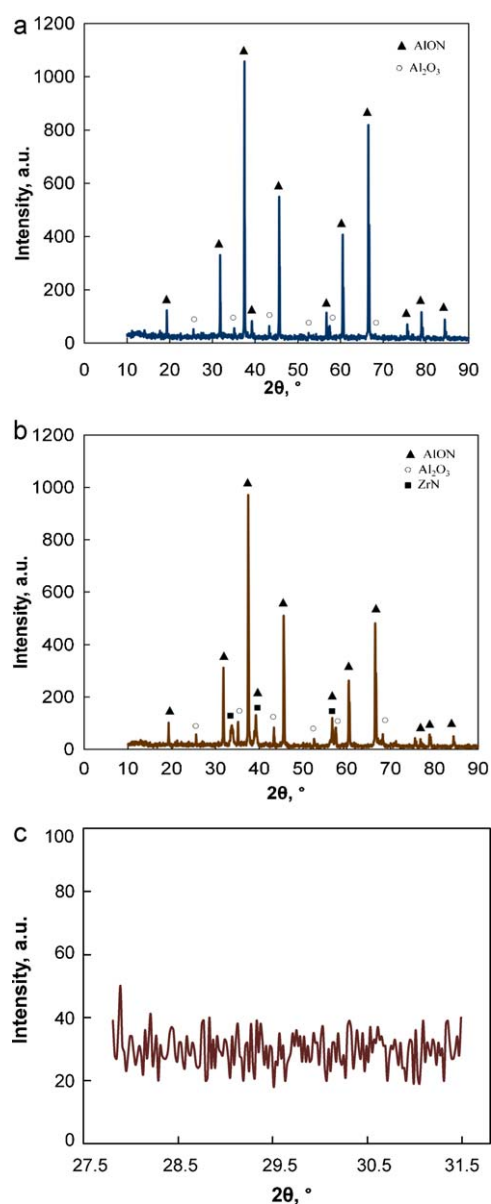 a
1200
1000
800
600
400
200
0
Intensity, a.u.
▲ AlON
○ Al₂O₃
0 10 20 30 40 50 60 70 80 90
2θ, °
b
1200
1000
800
600
400
200
0
Intensity, a.u.
▲ AlON
○ Al₂O₃
■ ZrN
0 10 20 30 40 50 60 70 80 90
2θ, °
c
100
80
60
40
20
0
Intensity, a.u.
27.5 28.5 29.5 30.5 31.5
2θ, °